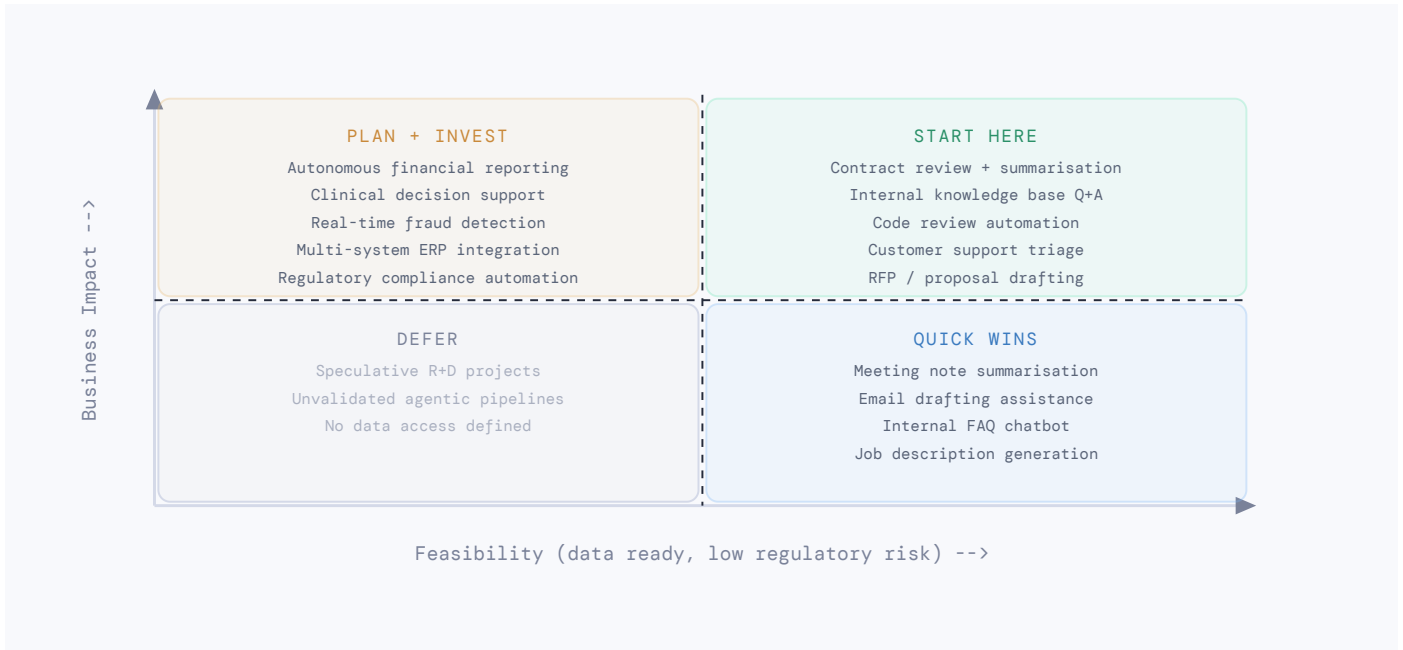 Business Impact -->
PLAN + INVEST
Autonomous financial reporting
Clinical decision support
Real-time fraud detection
Multi-system ERP integration
Regulatory compliance automation
START HERE
Contract review + summarisation
Internal knowledge base Q+A
Code review automation
Customer support triage
RFP / proposal drafting
DEFER
Speculative R+D projects
Unvalidated agentic pipelines
No data access defined
QUICK WINS
Meeting note summarisation
Email drafting assistance
Internal FAQ chatbot
Job description generation
Feasibility (data ready, low regulatory risk) -->